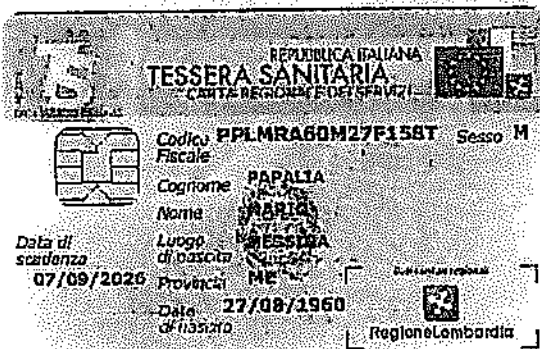 REPUBBLICA ITALIANA
TESSERA SANITARIA
CARTA REGIONALE DEI SERVIZI
Codice Fiscale PPLMRA60M27F158T Sesso M
Cognome PAPALIA
Nome MARIO
Luogo di nascita MESSINA
Provincia ME
Data di scadenza 07/09/2026
Data di nascita 27/08/1960
RegioneLombardia